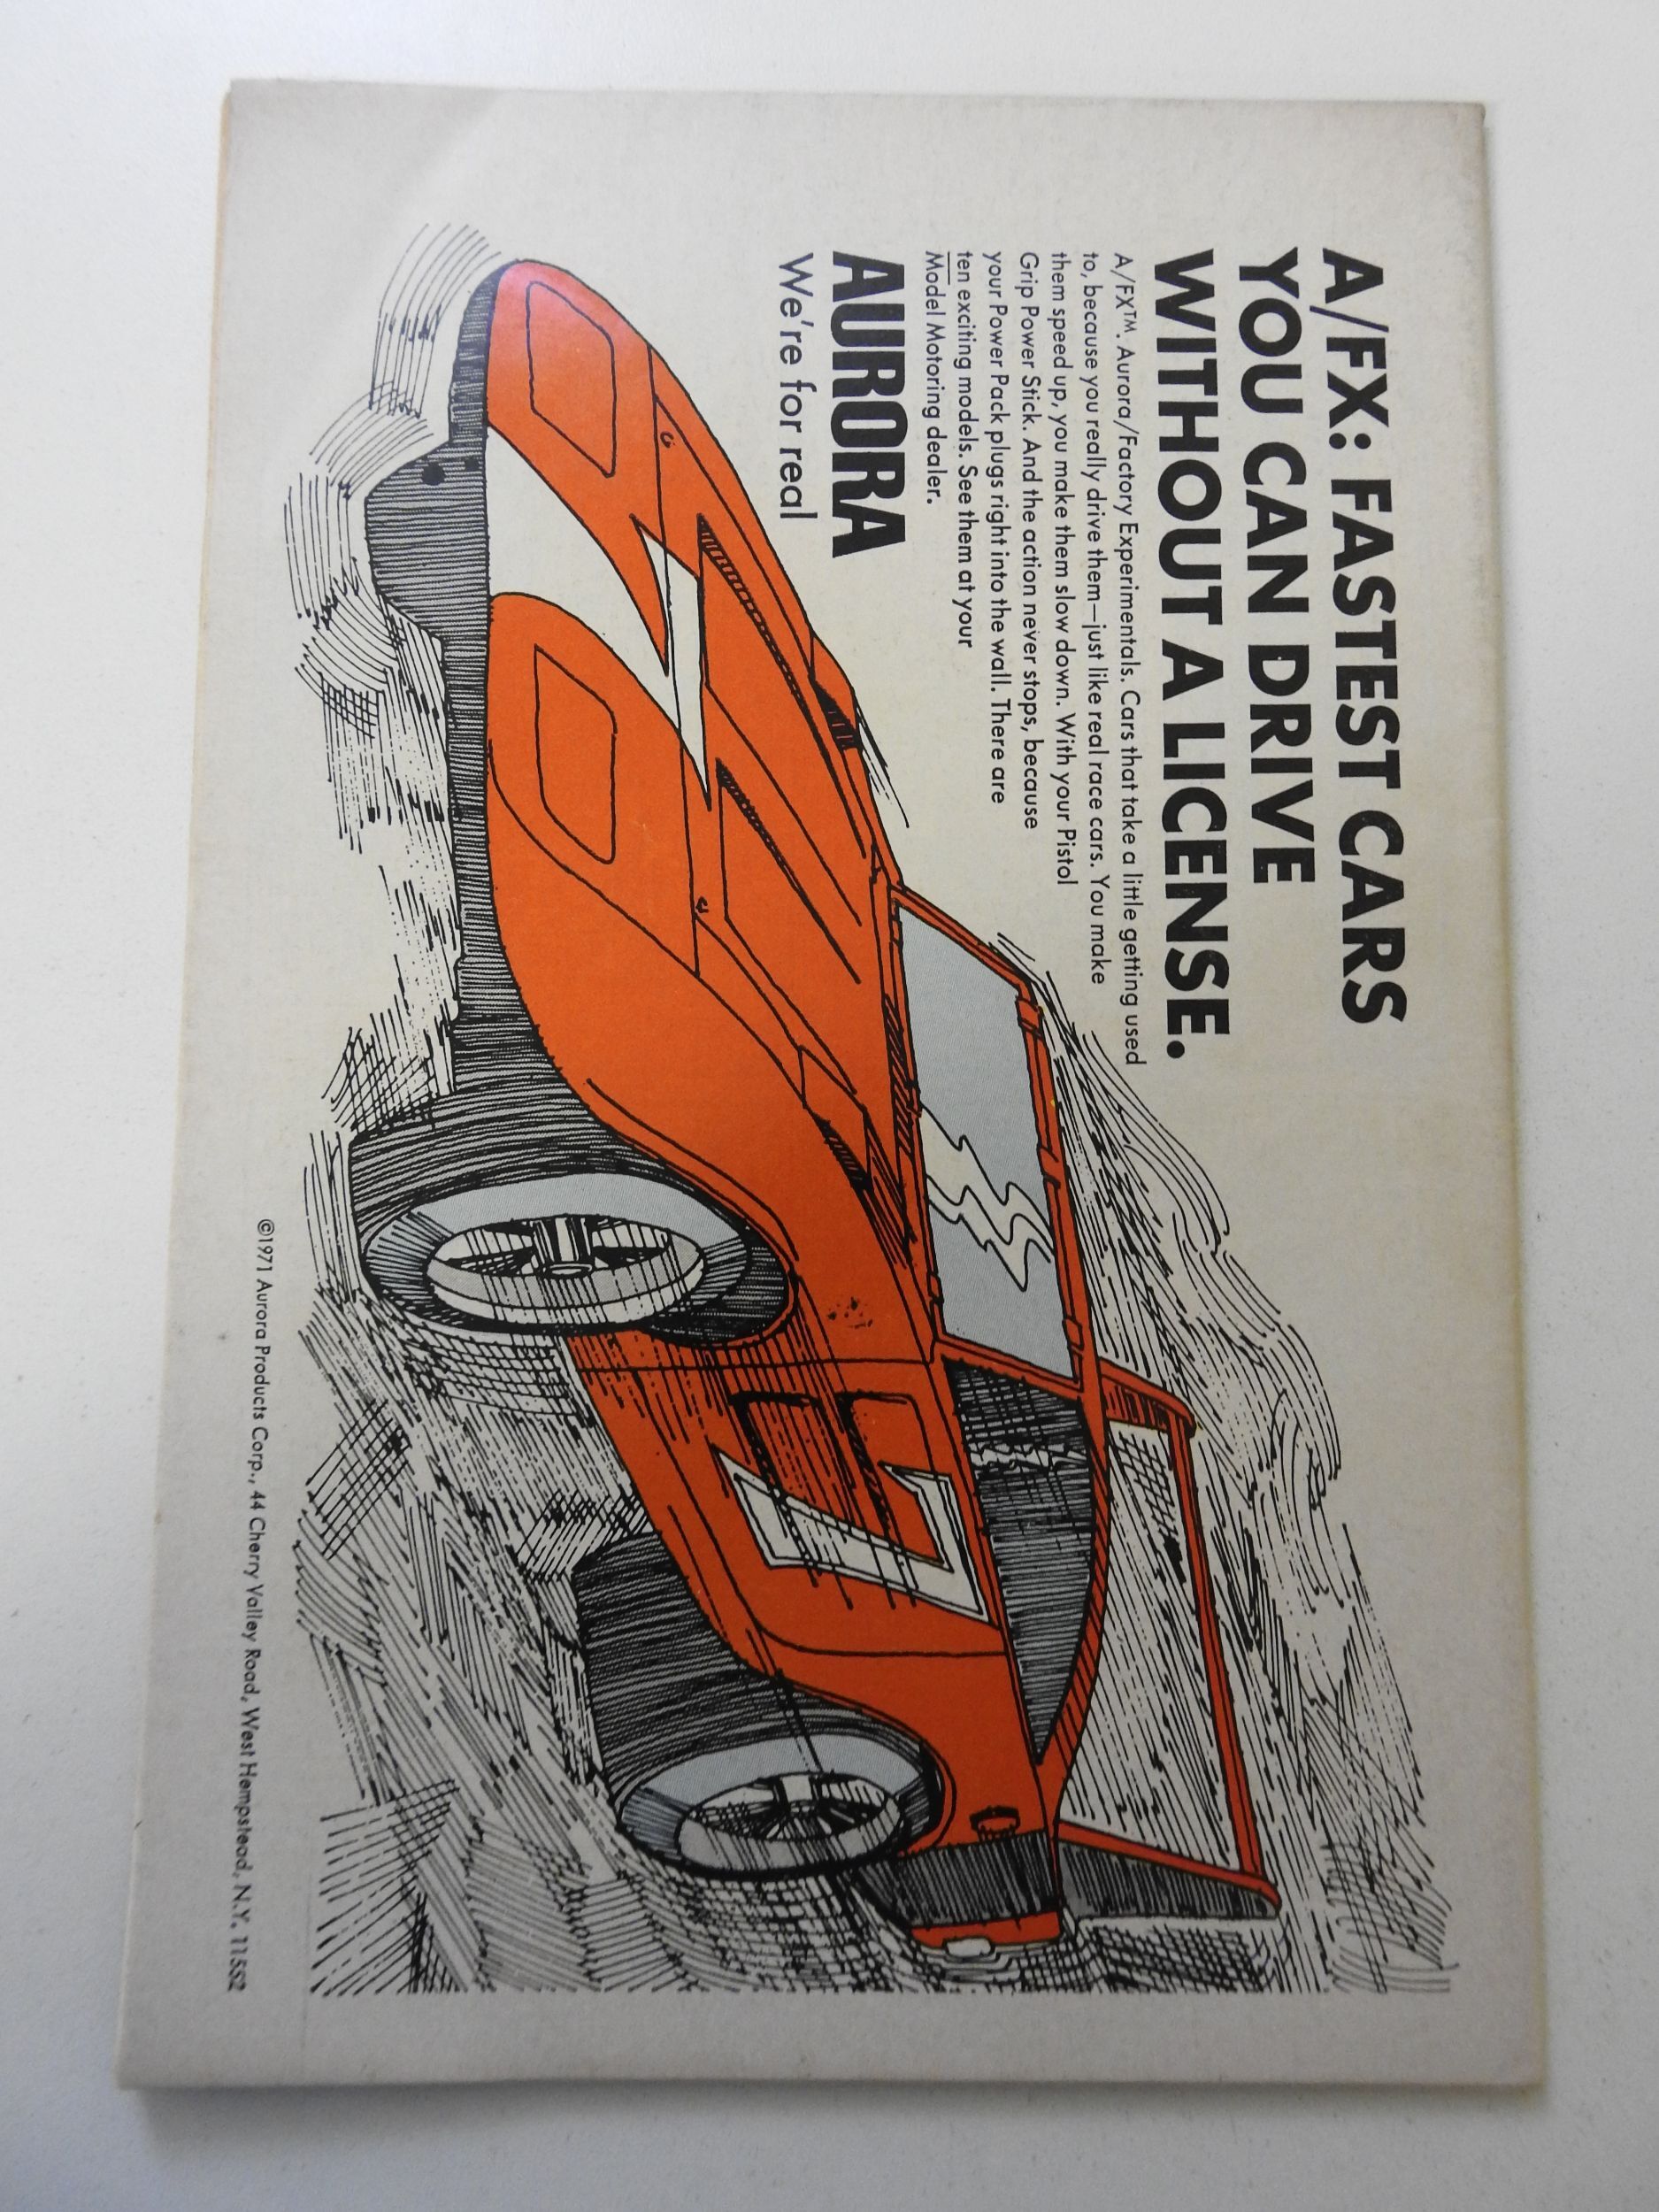 A/FX: FASTEST CARS
YOU CAN DRIVE
WITHOUT A LICENSE.
A/FX™. Aurora/Factory Experimentals. Cars that take a little getting used
to, because you really drive them—just like real race cars. You make
them speed up, you make them slow down. With your Pistol
Grip Power Stick. And the action never stops, because
your Power Pack plugs right into the wall. There are
ten exciting models. See them at your
Model Motoring dealer.
AURORA
We're for real
©1971 Aurora Products Corp., 44 Cherry Valley Road, West Hempstead, N.Y. 11552